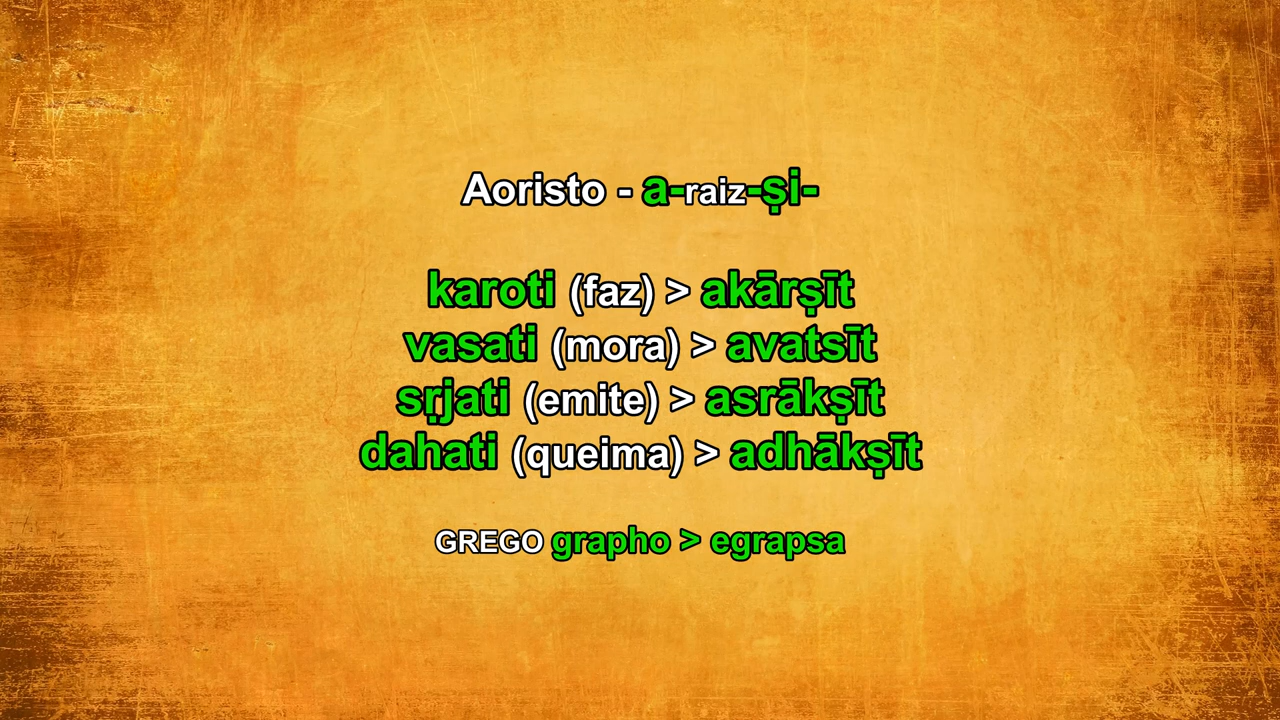 Aoristo - a-raiz-ṣi-
karoti (faz) > akārṣīt
vasati (mora) > avatsīt
sṛjati (emite) > asrākṣīt
dahati (queima) > adhākṣīt
GREGO grapho > egrapsa